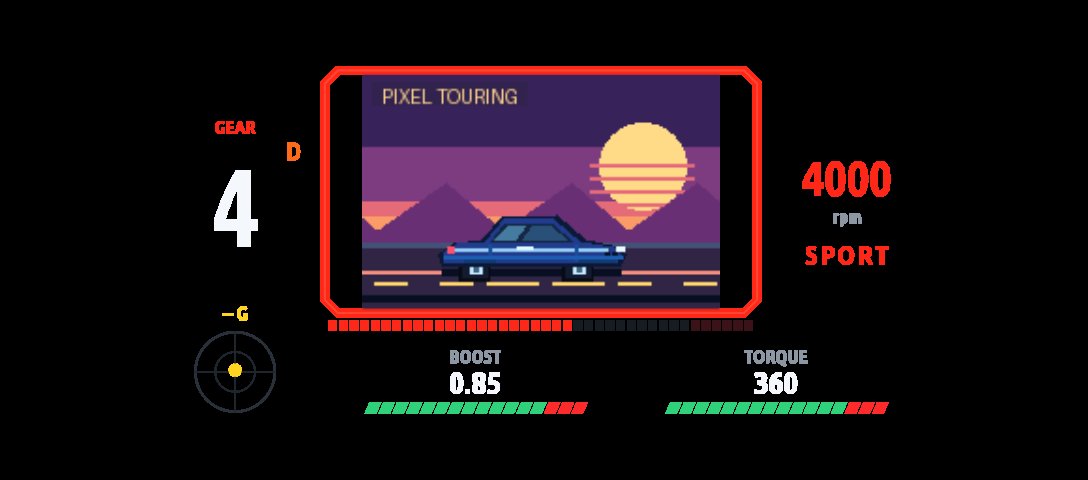 PIXEL TOURING
GEAR
D
4
4000
rpm
SPORT
–G
BOOST
0.85
TORQUE
360